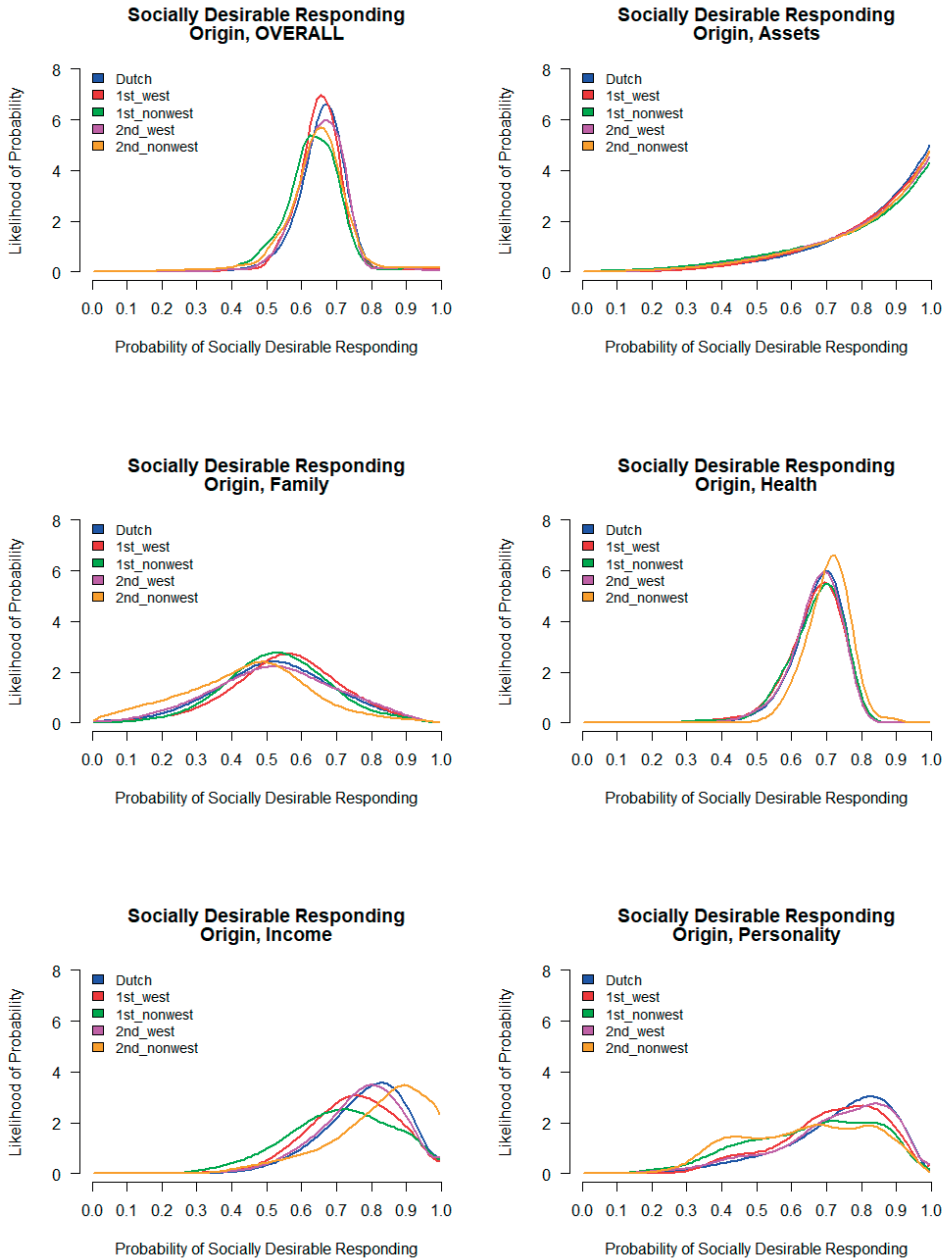 Socially Desirable Responding
Origin, OVERALL
Likelihood of Probability
8
6
4
2
0
Dutch
1st_west
1st_nonwest
2nd_west
2nd_nonwest
0.0 0.1 0.2 0.3 0.4 0.5 0.6 0.7 0.8 0.9 1.0
Probability of Socially Desirable Responding
Socially Desirable Responding
Origin, Assets
Likelihood of Probability
8
6
4
2
0
Dutch
1st_west
1st_nonwest
2nd_west
2nd_nonwest
0.0 0.1 0.2 0.3 0.4 0.5 0.6 0.7 0.8 0.9 1.0
Probability of Socially Desirable Responding
Socially Desirable Responding
Origin, Family
Likelihood of Probability
8
6
4
2
0
Dutch
1st_west
1st_nonwest
2nd_west
2nd_nonwest
0.0 0.1 0.2 0.3 0.4 0.5 0.6 0.7 0.8 0.9 1.0
Probability of Socially Desirable Responding
Socially Desirable Responding
Origin, Health
Likelihood of Probability
8
6
4
2
0
Dutch
1st_west
1st_nonwest
2nd_west
2nd_nonwest
0.0 0.1 0.2 0.3 0.4 0.5 0.6 0.7 0.8 0.9 1.0
Probability of Socially Desirable Responding
Socially Desirable Responding
Origin, Income
Likelihood of Probability
8
6
4
2
0
Dutch
1st_west
1st_nonwest
2nd_west
2nd_nonwest
0.0 0.1 0.2 0.3 0.4 0.5 0.6 0.7 0.8 0.9 1.0
Probability of Socially Desirable Responding
Socially Desirable Responding
Origin, Personality
Likelihood of Probability
8
6
4
2
0
Dutch
1st_west
1st_nonwest
2nd_west
2nd_nonwest
0.0 0.1 0.2 0.3 0.4 0.5 0.6 0.7 0.8 0.9 1.0
Probability of Socially Desirable Responding